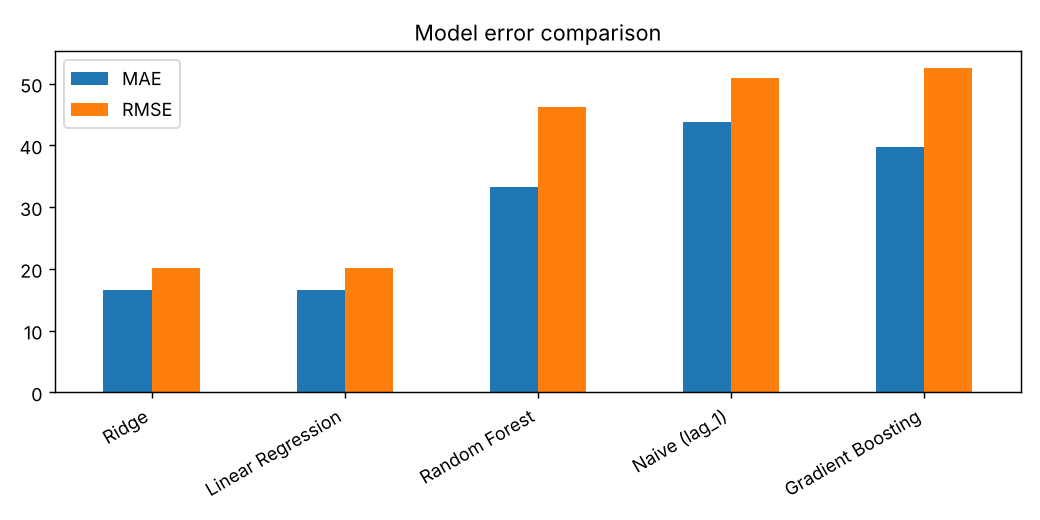 Model error comparison
MAE
RMSE
50
40
30
20
10
0
Ridge
Linear Regression
Random Forest
Naive (lag_1)
Gradient Boosting